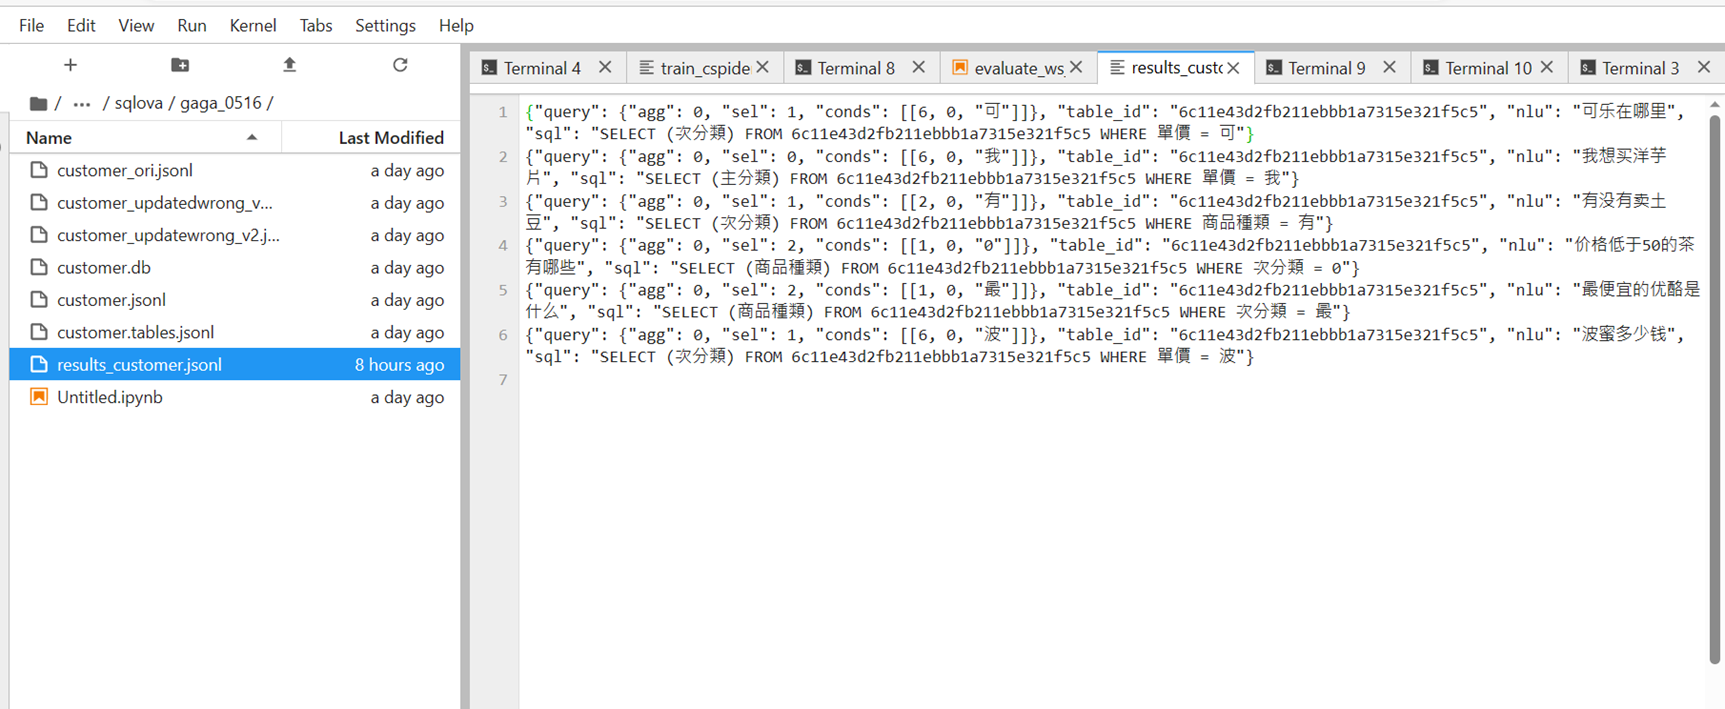 File Edit View Run Kernel Tabs Settings Help
Terminal 4 train_cspide Terminal 8 evaluate_ws_ results_custo Terminal 9 Terminal 10 Terminal 3
/ ... / sqlova / gaga_0516 /
Name Last Modified
customer_ori.jsonl a day ago
customer_updatedwrong_v... a day ago
customer_updatewrong_v2.j... a day ago
customer.db a day ago
customer.jsonl a day ago
customer.tables.jsonl a day ago
results_customer.jsonl 8 hours ago
Untitled.ipynb a day ago
1 {"query": {"agg": 0, "sel": 1, "conds": [[6, 0, "可"]]}, "table_id": "6c11e43d2fb211ebbb1a7315e321f5c5", "nlu": "可乐在哪里",
"sql": "SELECT (次分類) FROM 6c11e43d2fb211ebbb1a7315e321f5c5 WHERE 單價 = 可"}
2 {"query": {"agg": 0, "sel": 0, "conds": [[6, 0, "我"]]}, "table_id": "6c11e43d2fb211ebbb1a7315e321f5c5", "nlu": "我想买洋芋
片", "sql": "SELECT (主分類) FROM 6c11e43d2fb211ebbb1a7315e321f5c5 WHERE 單價 = 我"}
3 {"query": {"agg": 0, "sel": 1, "conds": [[2, 0, "有"]]}, "table_id": "6c11e43d2fb211ebbb1a7315e321f5c5", "nlu": "有没有卖土
豆", "sql": "SELECT (次分類) FROM 6c11e43d2fb211ebbb1a7315e321f5c5 WHERE 商品種類 = 有"}
4 {"query": {"agg": 0, "sel": 2, "conds": [[1, 0, "0"]]}, "table_id": "6c11e43d2fb211ebbb1a7315e321f5c5", "nlu": "价格低于50的茶
有哪些", "sql": "SELECT (商品種類) FROM 6c11e43d2fb211ebbb1a7315e321f5c5 WHERE 次分類 = 0"}
5 {"query": {"agg": 0, "sel": 2, "conds": [[1, 0, "最"]]}, "table_id": "6c11e43d2fb211ebbb1a7315e321f5c5", "nlu": "最便宜的优酪是
什么", "sql": "SELECT (商品種類) FROM 6c11e43d2fb211ebbb1a7315e321f5c5 WHERE 次分類 = 最"}
6 {"query": {"agg": 0, "sel": 1, "conds": [[6, 0, "波"]]}, "table_id": "6c11e43d2fb211ebbb1a7315e321f5c5", "nlu": "波蜜多少钱",
"sql": "SELECT (次分類) FROM 6c11e43d2fb211ebbb1a7315e321f5c5 WHERE 單價 = 波"}
7